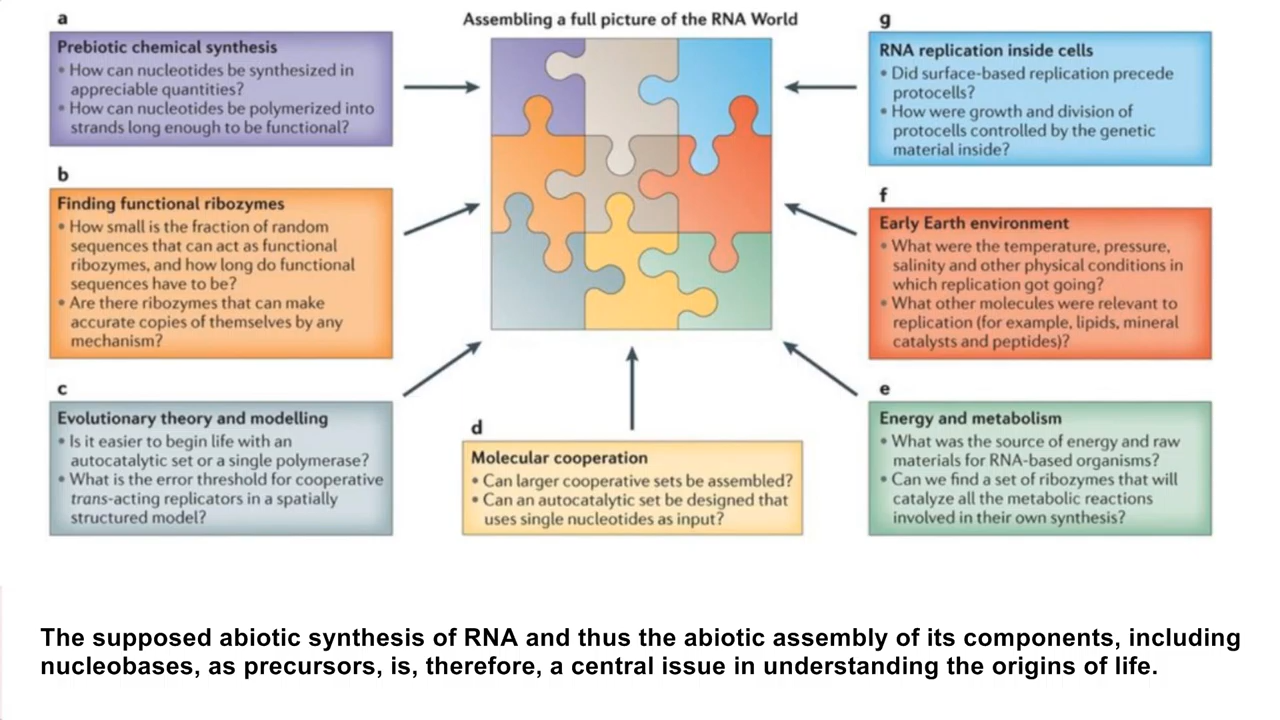 Assembling a full picture of the RNA World
a
Prebiotic chemical synthesis
• How can nucleotides be synthesized in
appreciable quantities?
• How can nucleotides be polymerized into
strands long enough to be functional?
b
Finding functional ribozymes
• How small is the fraction of random
sequences that can act as functional
ribozymes, and how long do functional
sequences have to be?
• Are there ribozymes that can make
accurate copies of themselves by any
mechanism?
c
Evolutionary theory and modelling
• Is it easier to begin life with an
autocatalytic set or a single polymerase?
• What is the error threshold for cooperative
trans-acting replicators in a spatially
structured model?
d
Molecular cooperation
• Can larger cooperative sets be assembled?
• Can an autocatalytic set be designed that
uses single nucleotides as input?
g
RNA replication inside cells
• Did surface-based replication precede
protocells?
• How were growth and division of
protocells controlled by the genetic
material inside?
f
Early Earth environment
• What were the temperature, pressure,
salinity and other physical conditions in
which replication got going?
• What other molecules were relevant to
replication (for example, lipids, mineral
catalysts and peptides)?
e
Energy and metabolism
• What was the source of energy and raw
materials for RNA-based organisms?
• Can we find a set of ribozymes that will
catalyze all the metabolic reactions
involved in their own synthesis?
The supposed abiotic synthesis of RNA and thus the abiotic assembly of its components, including
nucleobases, as precursors, is, therefore, a central issue in understanding the origins of life.